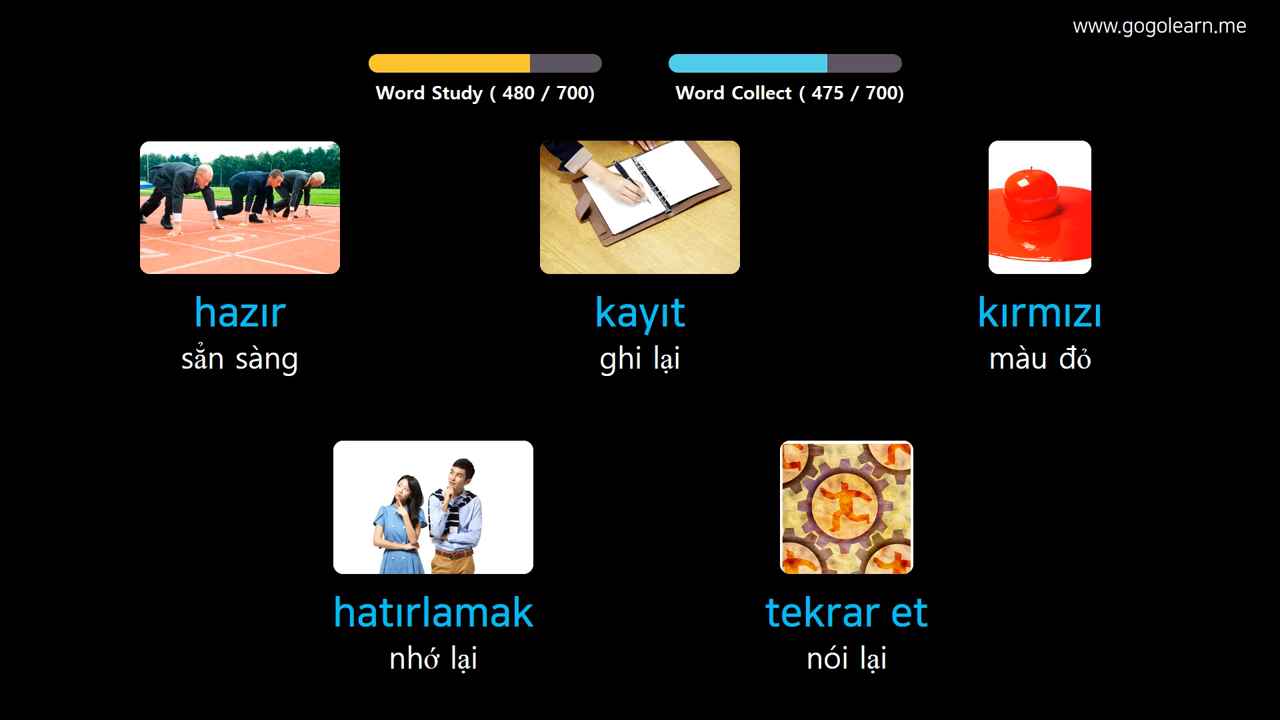 www.gogolearn.me
Word Study ( 480 / 700)
Word Collect ( 475 / 700)
hazır
sẳn sàng
kayıt
ghi lại
kırmızı
màu đỏ
hatırlamak
nhớ lại
tekrar et
nói lại